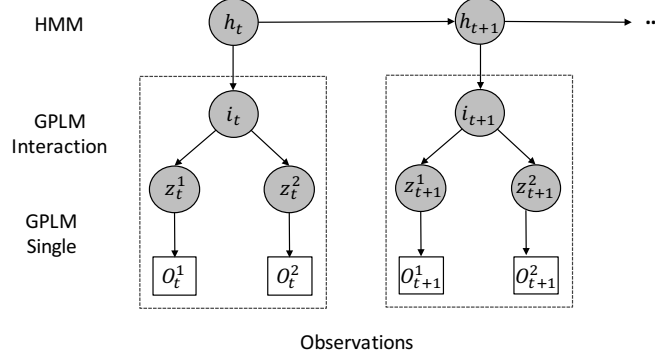 HMM
h_t
h_{t+1}
..
GPLM
Interaction
i_t
i_{t+1}
z_t^1
z_t^2
z_{t+1}^1
z_{t+1}^2
GPLM
Single
O_t^1
O_t^2
O_{t+1}^1
O_{t+1}^2
Observations